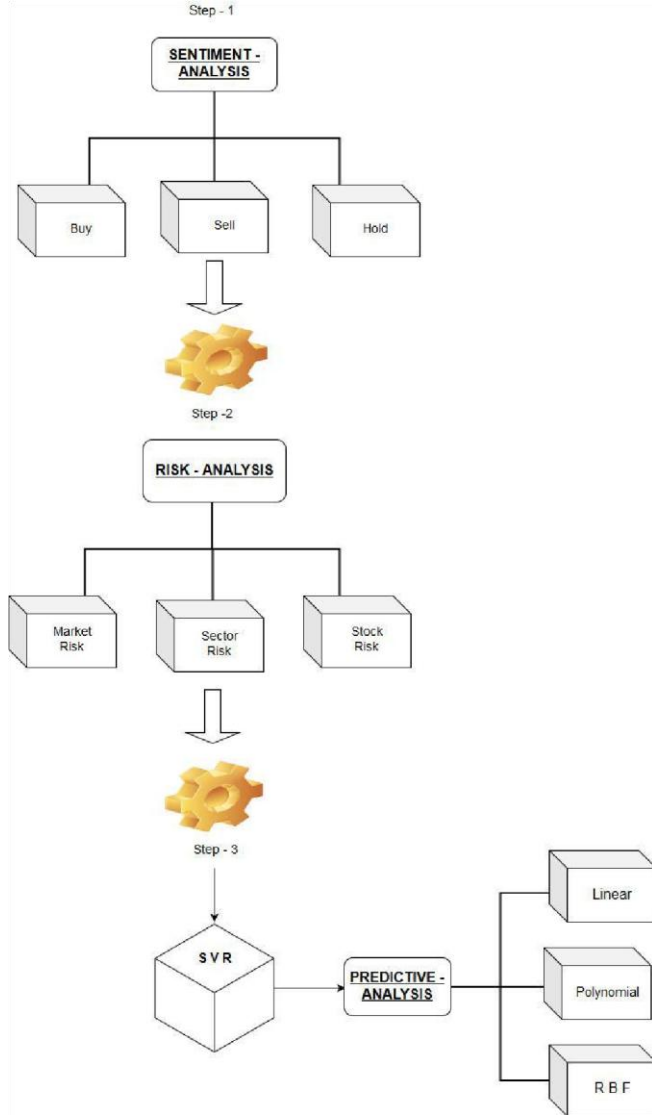 Step - 1
SENTIMENT -
ANALYSIS
Buy
Sell
Hold
Step -2
RISK - ANALYSIS
Market
Risk
Sector
Risk
Stock
Risk
Step - 3
S V R
PREDICTIVE -
ANALYSIS
Linear
Polynomial
R B F